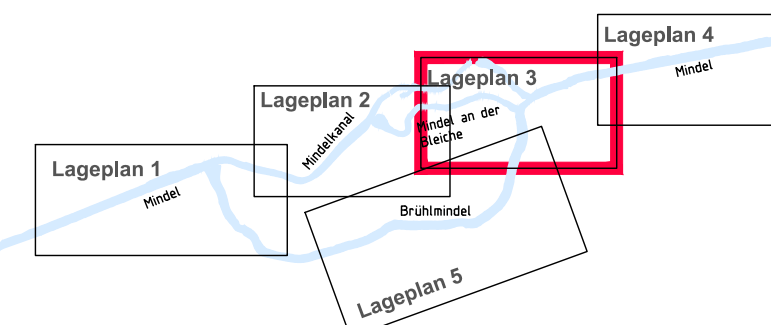 Lageplan 4
Mindel
Lageplan 3
Lageplan 2
Mindel an der
Bleiche
Mindelkanal
Lageplan 1
Mindel
Brühlmindel
Lageplan 5